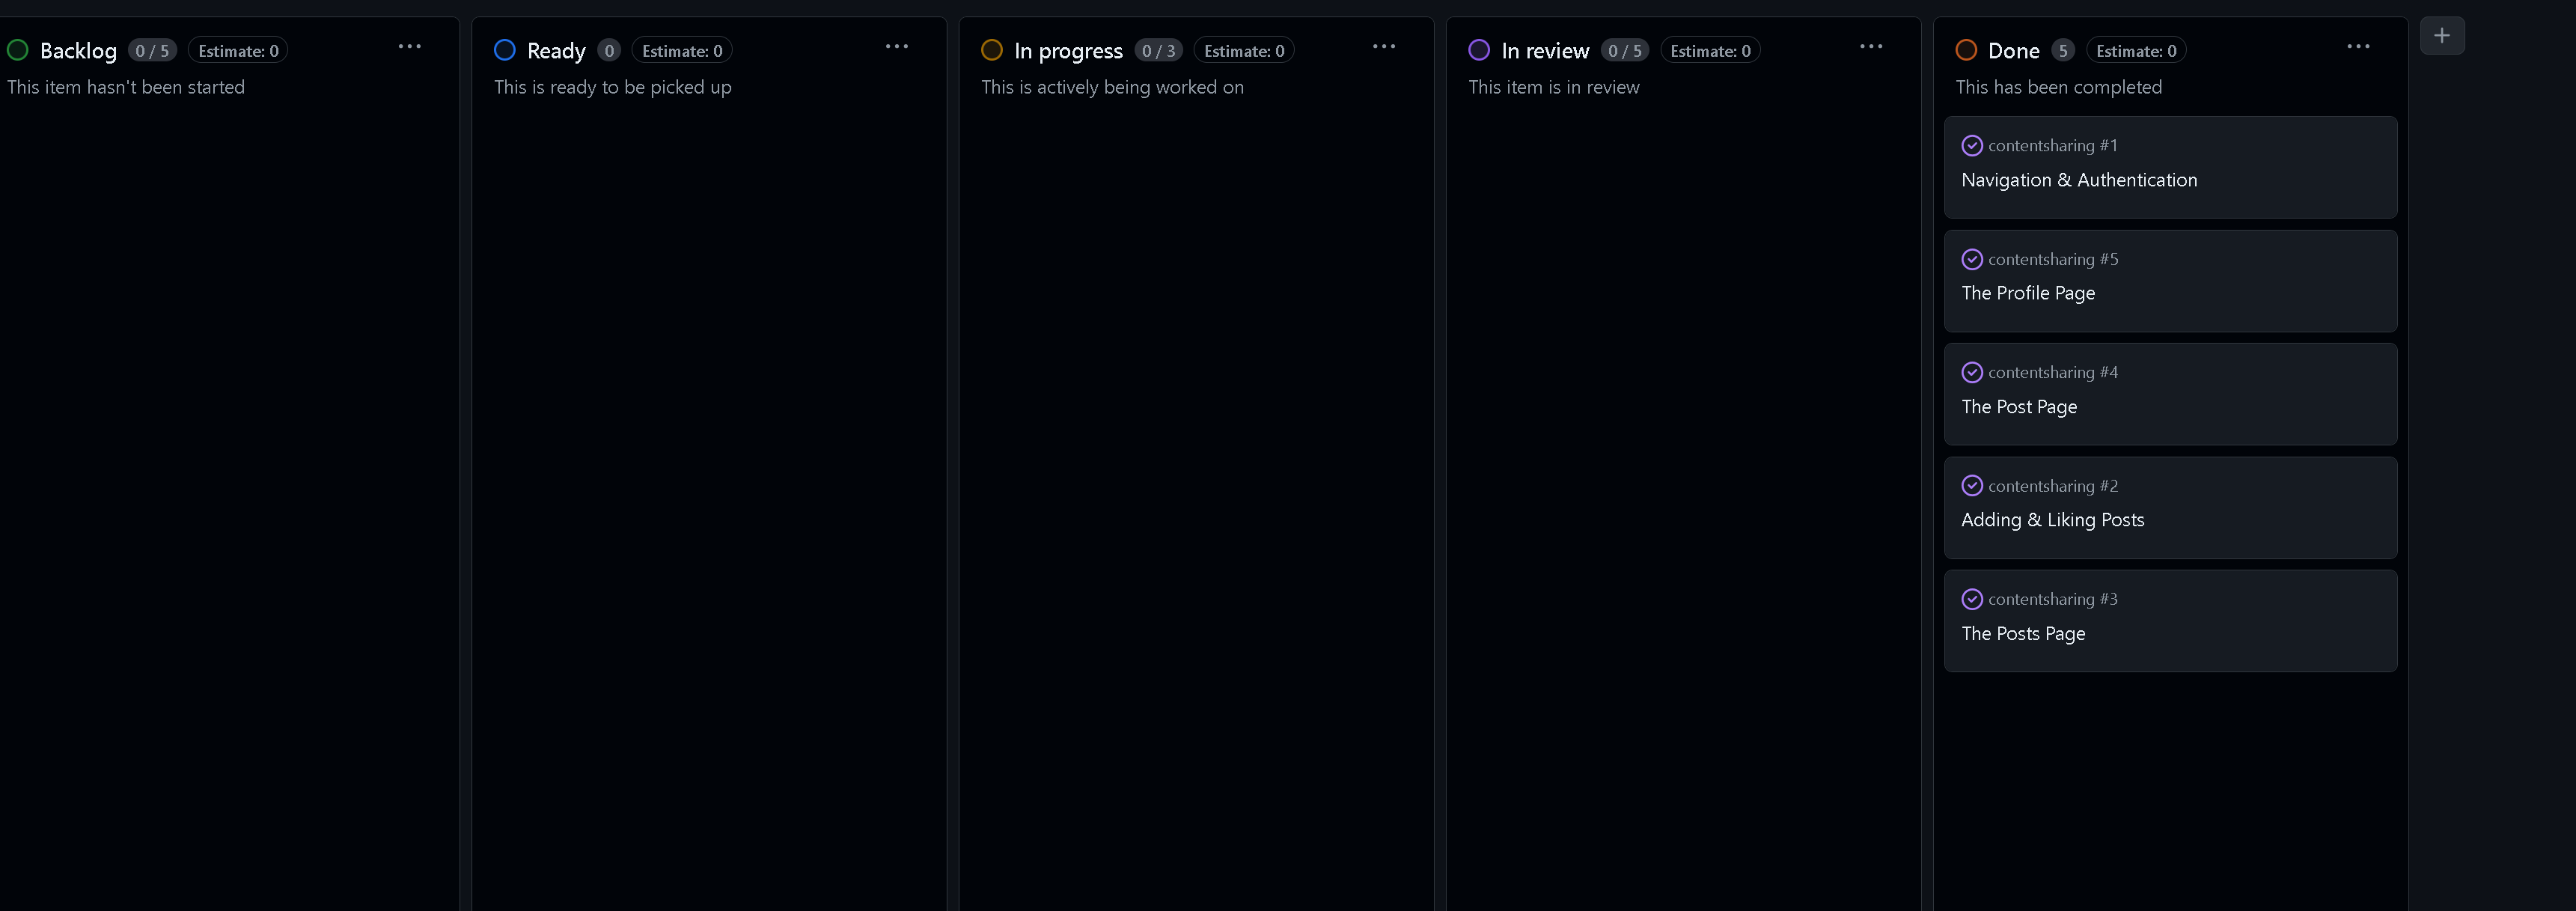 Backlog 0 / 5 Estimate: 0
This item hasn't been started
Ready 0 Estimate: 0
This is ready to be picked up
In progress 0 / 3 Estimate: 0
This is actively being worked on
In review 0 / 5 Estimate: 0
This item is in review
Done 5 Estimate: 0
This has been completed
contentsharing #1
Navigation & Authentication
contentsharing #5
The Profile Page
contentsharing #4
The Post Page
contentsharing #2
Adding & Liking Posts
contentsharing #3
The Posts Page